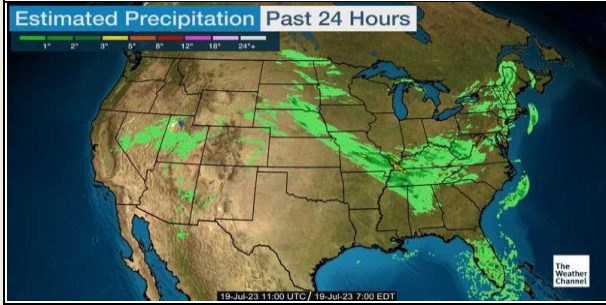 Estimated Precipitation Past 24 Hours
1" 2" 3" 5" 8" 12" 18" 24"+
The
Weather
Channel
19-Jul-23 11:00 UTC / 19-Jul-23 7:00 EDT